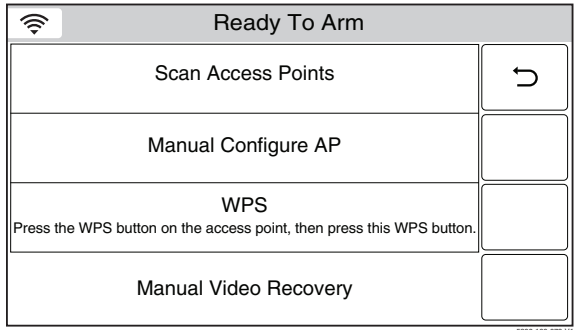 Ready To Arm
Scan Access Points
Manual Configure AP
WPS
Press the WPS button on the access point, then press this WPS button.
Manual Video Recovery